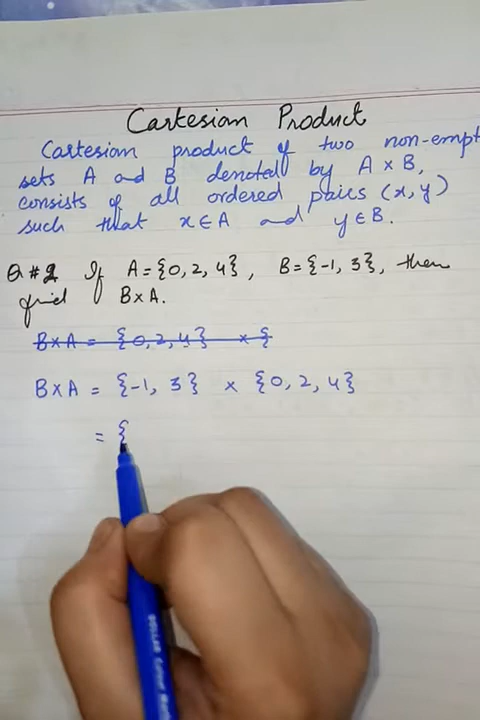 Cartesian Product
Cartesian product of two non-empt
sets A and B denoted by A × B,
consists of all ordered pairs (x, y)
such that x ∈ A and y ∈ B.
Q # 2 If A = {0, 2, 4}, B = {-1, 3}, then
find B×A.
B×A = {0, 2, 4} × {
B×A = {-1, 3} × {0, 2, 4}
= {